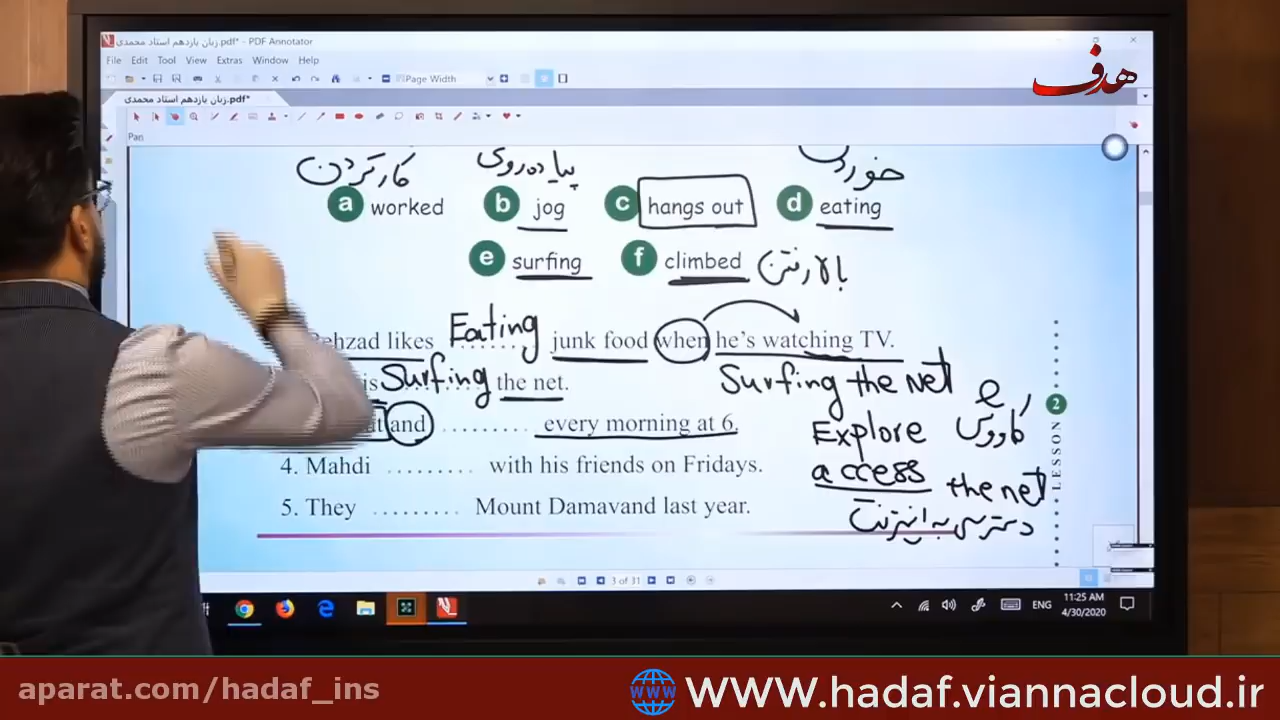 زبان یازدهم استاد محمدی.pdf* - PDF Annotator
File Edit Tool View Extras Window Help
Page Width
هدف
زبان یازدهم استاد محمدی.pdf*
Pan
کارکردن پیاده‌روی خوردن
a worked b jog c hangs out d eating
e surfing f climbed بالا رفتن
Behzad likes Eating junk food when he's watching TV.
is Surfing the net. Surfing the Net
and ......... every morning at 6. Explore کاووس e
4. Mahdi ......... with his friends on Fridays. access the net
5. They ......... Mount Damavand last year. دسترسی به اینترنت
LESSON 2
3 of 31
ENG 11:25 AM
4/30/2020
aparat.com/hadaf_ins www WWW.hadaf.viannacloud.ir